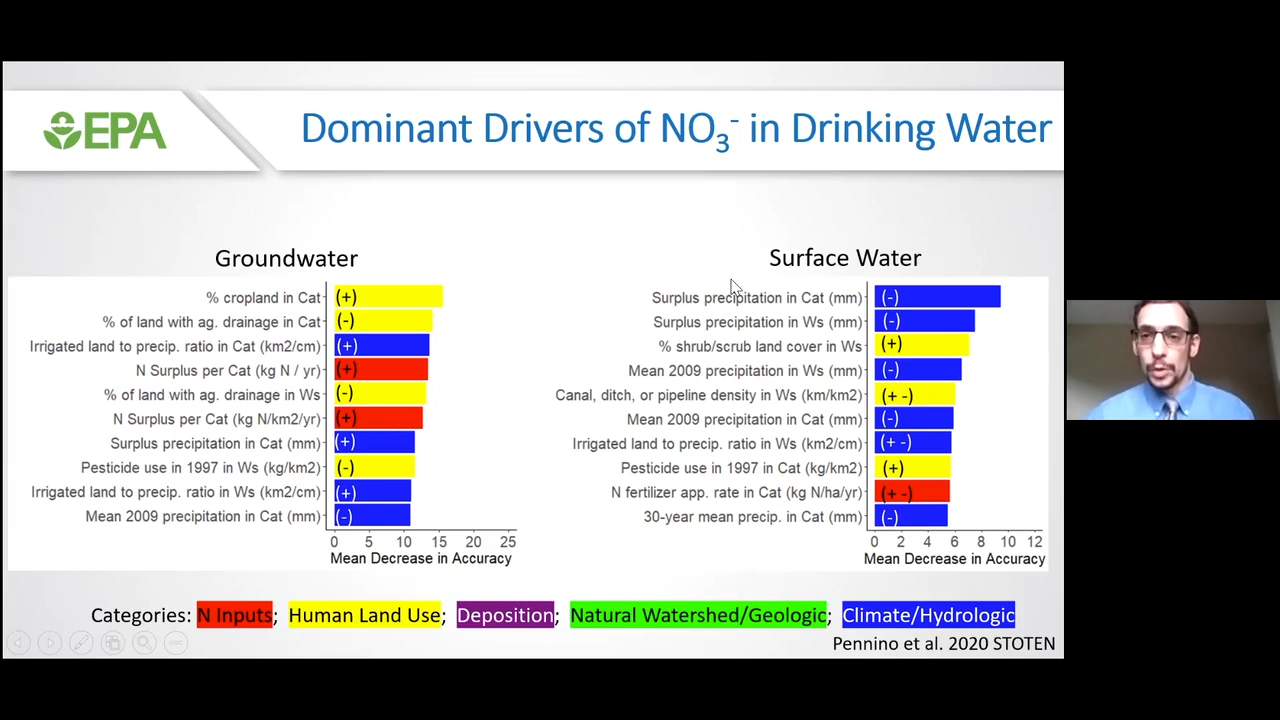 EPA
Dominant Drivers of NO₃⁻ in Drinking Water
Groundwater
% cropland in Cat (+)
% of land with ag. drainage in Cat (-)
Irrigated land to precip. ratio in Cat (km2/cm) (+)
N Surplus per Cat (kg N / yr) (+)
% of land with ag. drainage in Ws (-)
N Surplus per Cat (kg N/km2/yr) (+)
Surplus precipitation in Cat (mm) (+)
Pesticide use in 1997 in Ws (kg/km2) (-)
Irrigated land to precip. ratio in Ws (km2/cm) (+)
Mean 2009 precipitation in Cat (mm) (-)
0 5 10 15 20 25
Mean Decrease in Accuracy
Surface Water
Surplus precipitation in Cat (mm) (-)
Surplus precipitation in Ws (mm) (-)
% shrub/scrub land cover in Ws (+)
Mean 2009 precipitation in Ws (mm) (-)
Canal, ditch, or pipeline density in Ws (km/km2) (+ -)
Mean 2009 precipitation in Cat (mm) (-)
Irrigated land to precip. ratio in Ws (km2/cm) (+ -)
Pesticide use in 1997 in Cat (kg/km2) (+)
N fertilizer app. rate in Cat (kg N/ha/yr) (+ -)
30-year mean precip. in Cat (mm) (-)
0 2 4 6 8 10 12
Mean Decrease in Accuracy
Categories: N Inputs; Human Land Use; Deposition; Natural Watershed/Geologic; Climate/Hydrologic
Pennino et al. 2020 STOTEN